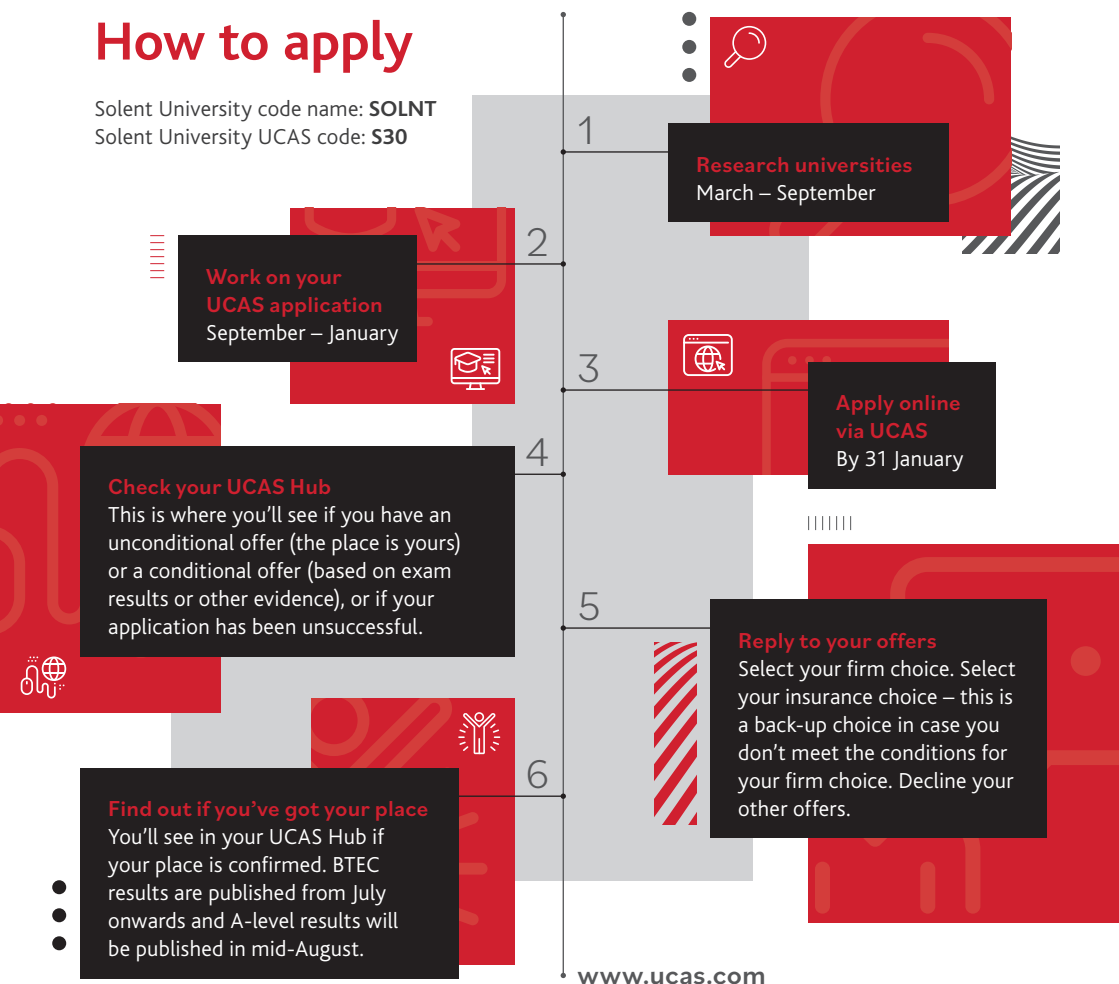 How to apply
Solent University code name: SOLNT
Solent University UCAS code: S30
1
Research universities
March – September
2
Work on your
UCAS application
September – January
3
Apply online
via UCAS
By 31 January
4
Check your UCAS Hub
This is where you’ll see if you have an
unconditional offer (the place is yours)
or a conditional offer (based on exam
results or other evidence), or if your
application has been unsuccessful.
5
Reply to your offers
Select your firm choice. Select
your insurance choice – this is
a back-up choice in case you
don’t meet the conditions for
your firm choice. Decline your
other offers.
6
Find out if you’ve got your place
You’ll see in your UCAS Hub if
your place is confirmed. BTEC
results are published from July
onwards and A-level results will
be published in mid-August.
www.ucas.com